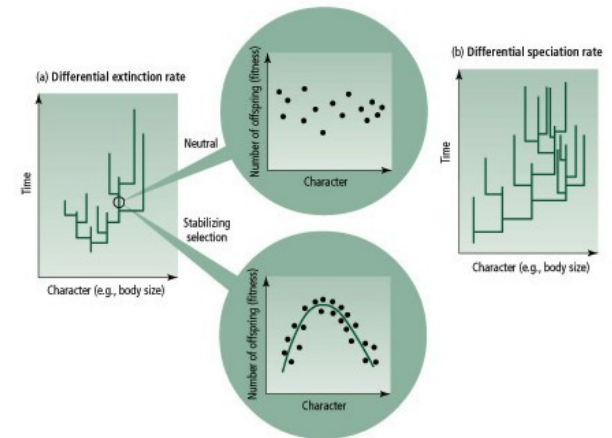 (a) Differential extinction rate
Time
Character (e.g., body size)
Neutral
Stabilizing
selection
Number of offspring (fitness)
Character
Number of offspring (fitness)
Character
(b) Differential speciation rate
Time
Character (e.g., body size)